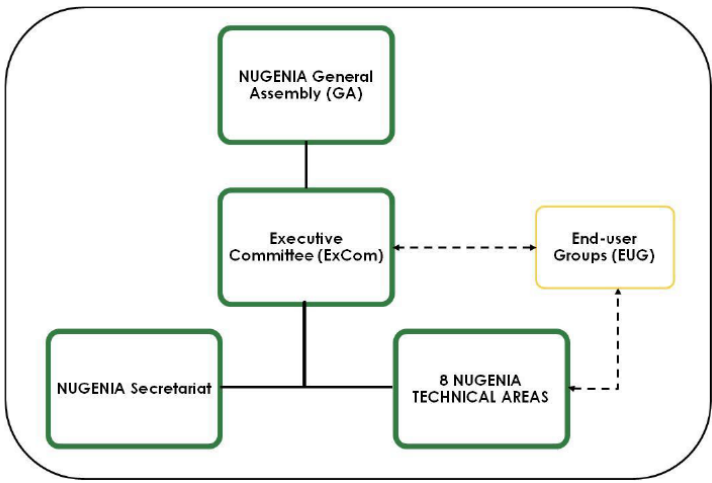 NUGENIA General
Assembly (GA)
Executive
Committee (ExCom)
End-user
Groups (EUG)
NUGENIA Secretariat
8 NUGENIA
TECHNICAL AREAS